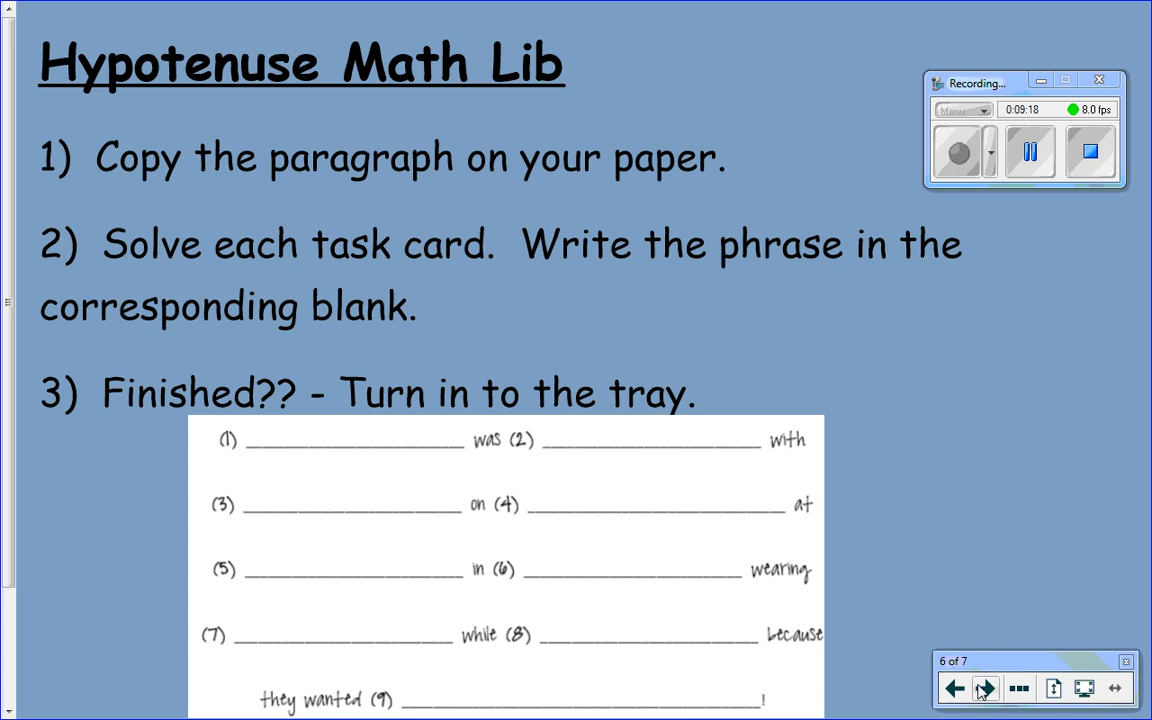 Hypotenuse Math Lib
Recording...
Menu
0:09:18
8.0 fps
1) Copy the paragraph on your paper.
2) Solve each task card. Write the phrase in the
corresponding blank.
3) Finished?? - Turn in to the tray.
(1) ____________________ was (2) ____________________ with
(3) ____________________ on (4) ____________________ at
(5) ____________________ in (6) ____________________ wearing
(7) ____________________ while (8) ____________________ because
they wanted (9) ____________________!
6 of 7